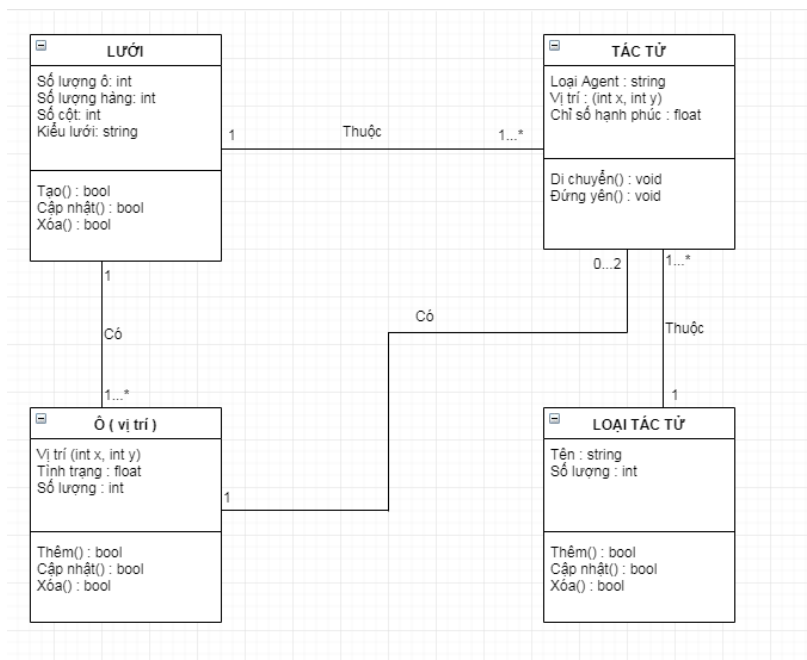 LƯỚI
Số lượng ô: int
Số lượng hàng: int
Số cột: int
Kiểu lưới: string
Tạo() : bool
Cập nhật() : bool
Xóa() : bool
1
Thuộc
1...*
TÁC TỬ
Loại Agent : string
Vị trí : (int x, int y)
Chỉ số hạnh phúc : float
Di chuyển() : void
Đứng yên() : void
1
Có
1...*
0...2
Có
1
1...*
Thuộc
1
Ô ( vị trí )
Vị trí (int x, int y)
Tình trạng : float
Số lượng : int
Thêm() : bool
Cập nhật() : bool
Xóa() : bool
LOẠI TÁC TỬ
Tên : string
Số lượng : int
Thêm() : bool
Cập nhật() : bool
Xóa() : bool